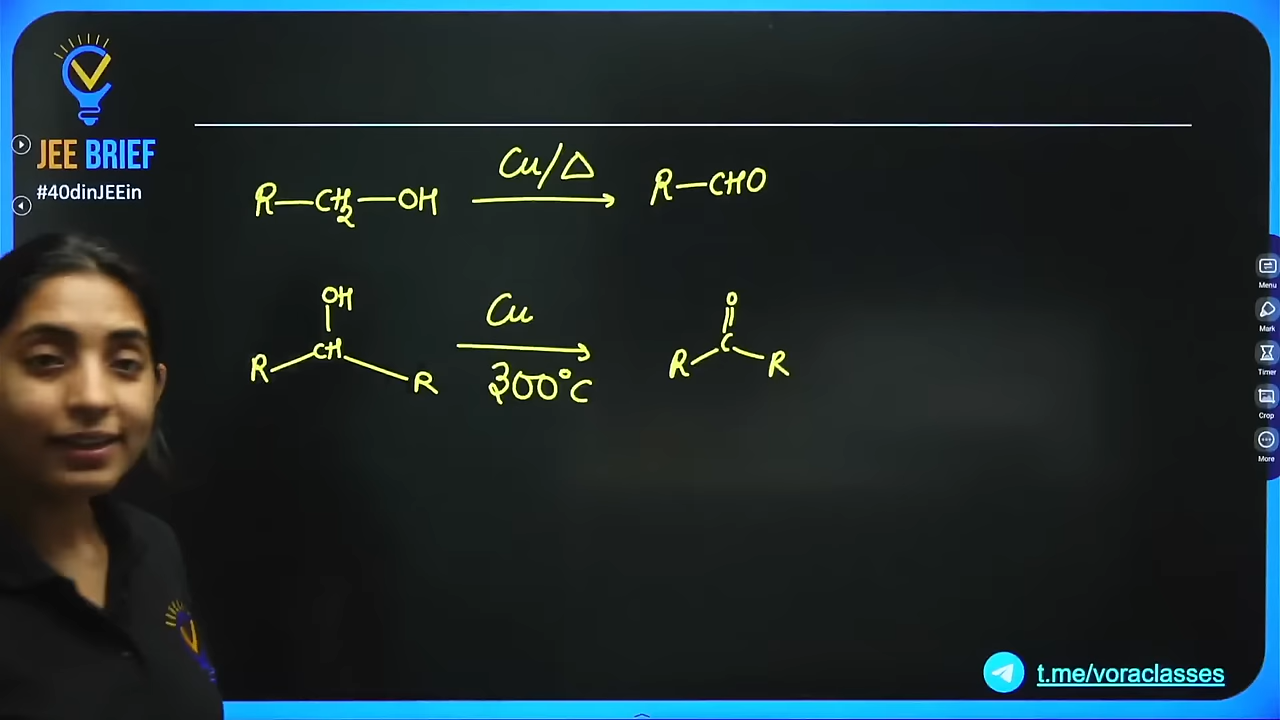 JEE BRIEF
#40dinJEEin
Cu/Δ
R—CH2—OH → R—CHO
OH
R CH R
Cu
300°C
O
R C R
Menu
Mark
Timer
Crop
More
t.me/voraclasses